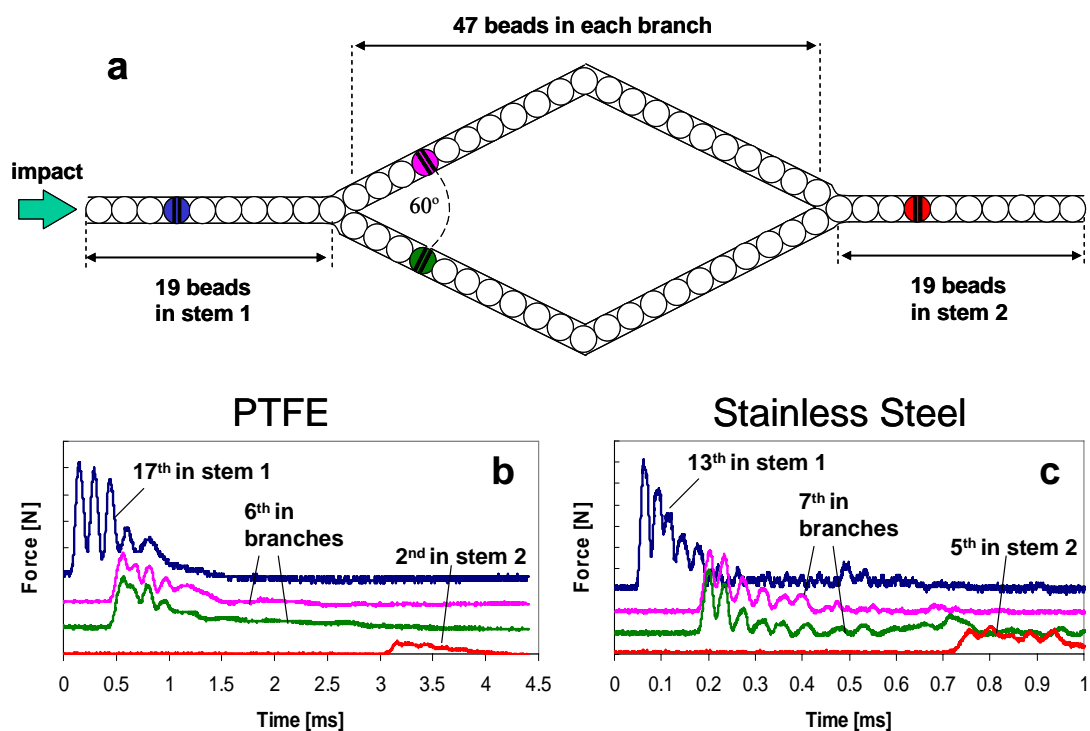 47 beads in each branch
a
impact
60º
19 beads
in stem 1
19 beads
in stem 2
PTFE
Stainless Steel
b
17th in stem 1
6th in
branches
2nd in stem 2
Force [N]
0 0.5 1 1.5 2 2.5 3 3.5 4 4.5
Time [ms]
c
13th in stem 1
7th in
branches
5th in stem 2
Force [N]
0 0.1 0.2 0.3 0.4 0.5 0.6 0.7 0.8 0.9 1
Time [ms]